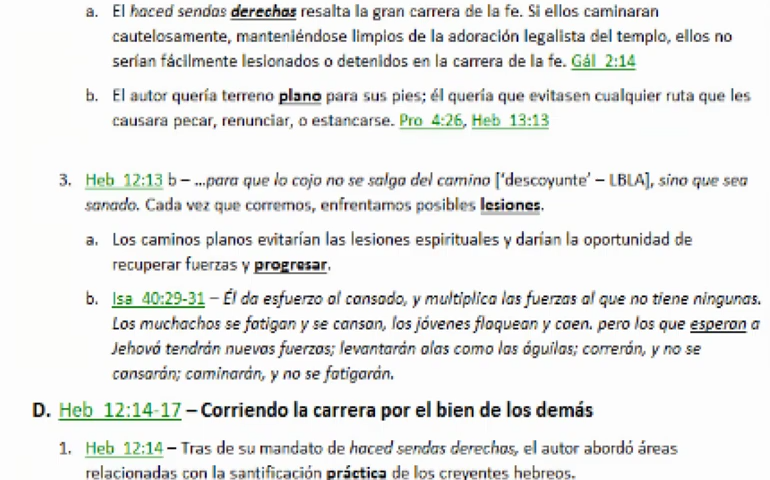 a. El haced sendas derechas resalta la gran carrera de la fe. Si ellos caminaran
cautelosamente, manteniéndose limpios de la adoración legalista del templo, ellos no
serían fácilmente lesionados o detenidos en la carrera de la fe. Gál 2:14
b. El autor quería terreno plano para sus pies; él quería que evitasen cualquier ruta que les
causara pecar, renunciar, o estancarse. Pro 4:26, Heb 13:13
3. Heb 12:13 b – …para que lo cojo no se salga del camino [‘descoyunte’ – LBLA], sino que sea
sanado. Cada vez que corremos, enfrentamos posibles lesiones.
a. Los caminos planos evitarían las lesiones espirituales y darían la oportunidad de
recuperar fuerzas y progresar.
b. Isa 40:29-31 – Él da esfuerzo al cansado, y multiplica las fuerzas al que no tiene ningunas.
Los muchachos se fatigan y se cansan, los jóvenes flaquean y caen. pero los que esperan a
Jehová tendrán nuevas fuerzas; levantarán alas como las águilas; correrán, y no se
cansarán; caminarán, y no se fatigarán.
D. Heb 12:14-17 – Corriendo la carrera por el bien de los demás
1. Heb 12:14 – Tras de su mandato de haced sendas derechas, el autor abordó áreas
relacionadas con la santificación práctica de los creyentes hebreos.